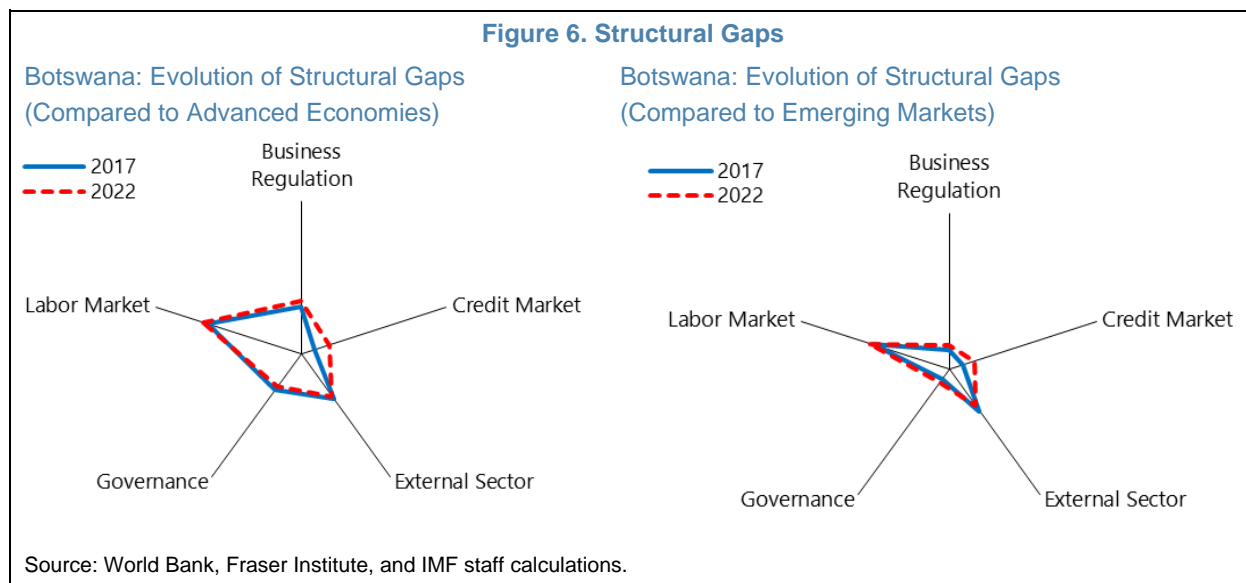 Figure 6. Structural Gaps
Botswana: Evolution of Structural Gaps
(Compared to Advanced Economies)
2017
2022
Business
Regulation
Labor Market
Credit Market
Governance
External Sector
Botswana: Evolution of Structural Gaps
(Compared to Emerging Markets)
2017
2022
Business
Regulation
Labor Market
Credit Market
Governance
External Sector
Source: World Bank, Fraser Institute, and IMF staff calculations.